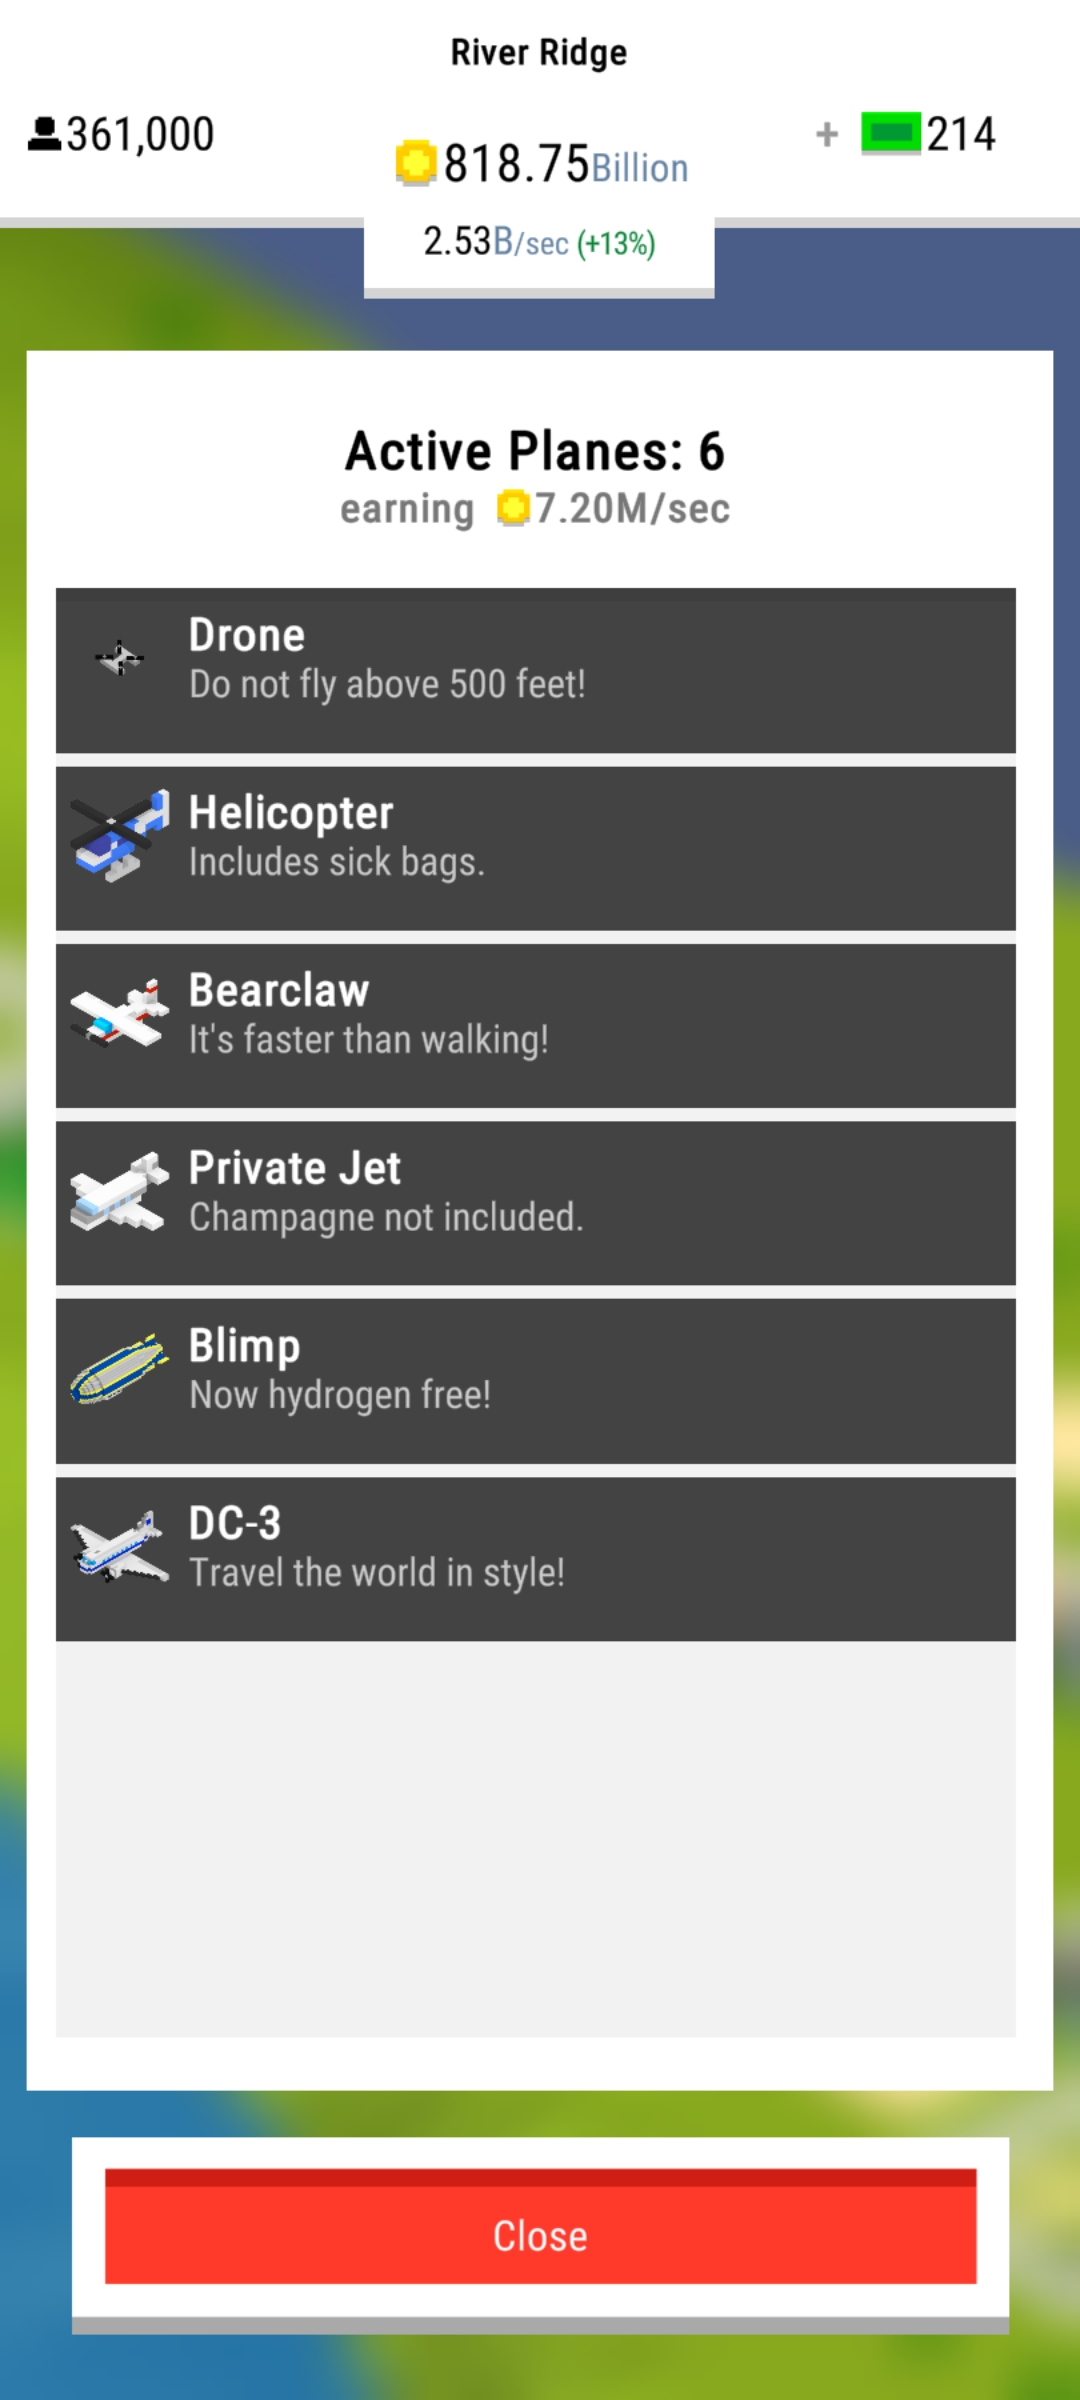 River Ridge
361,000
818.75Billion
+ 214
2.53B/sec (+13%)
Active Planes: 6
earning 7.20M/sec
Drone
Do not fly above 500 feet!
Helicopter
Includes sick bags.
Bearclaw
It's faster than walking!
Private Jet
Champagne not included.
Blimp
Now hydrogen free!
DC-3
Travel the world in style!
Close